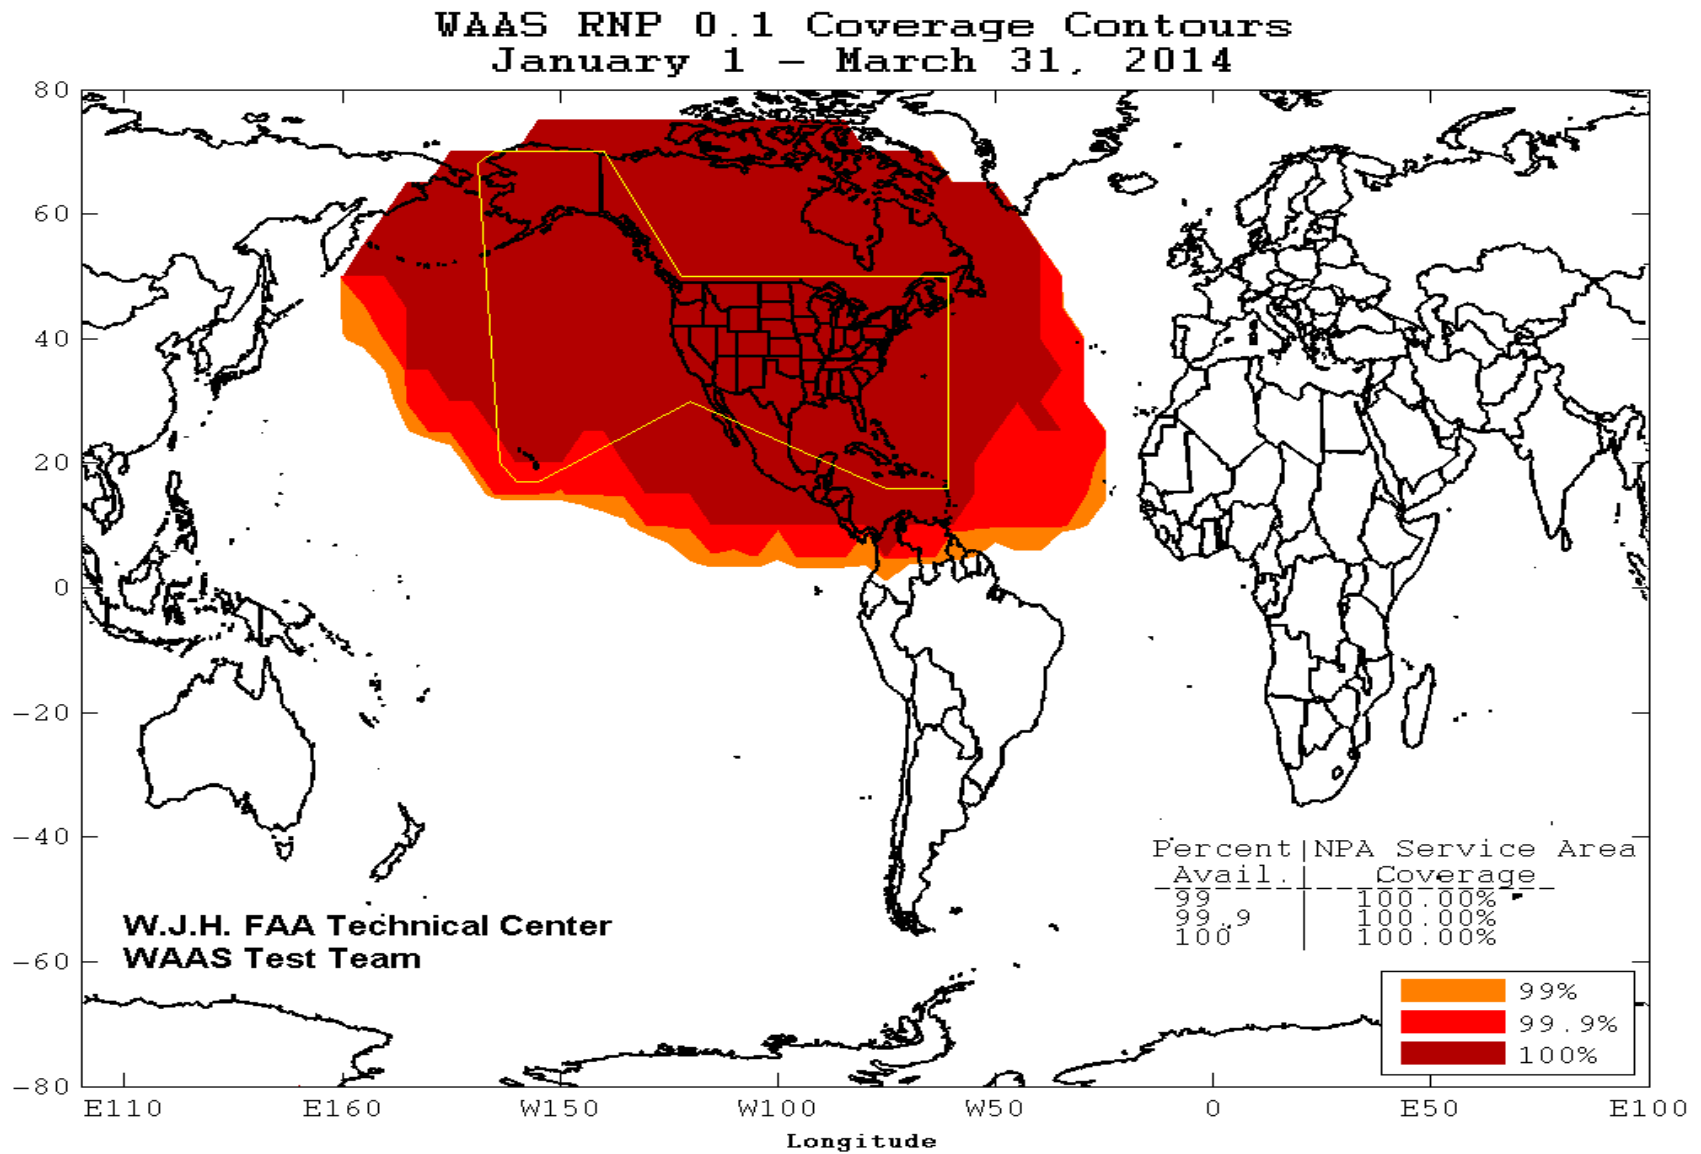 WAAS RNP 0.1 Coverage Contours
January 1 – March 31, 2014
80
60
40
20
0
-20
-40
-60
-80
Percent|NPA Service Area
Avail.| Coverage
99 | 100.00%
99.9 | 100.00%
100 | 100.00%
W.J.H. FAA Technical Center
WAAS Test Team
99%
99.9%
100%
E110 E160 W150 W100 W50 0 E50 E100
Longitude